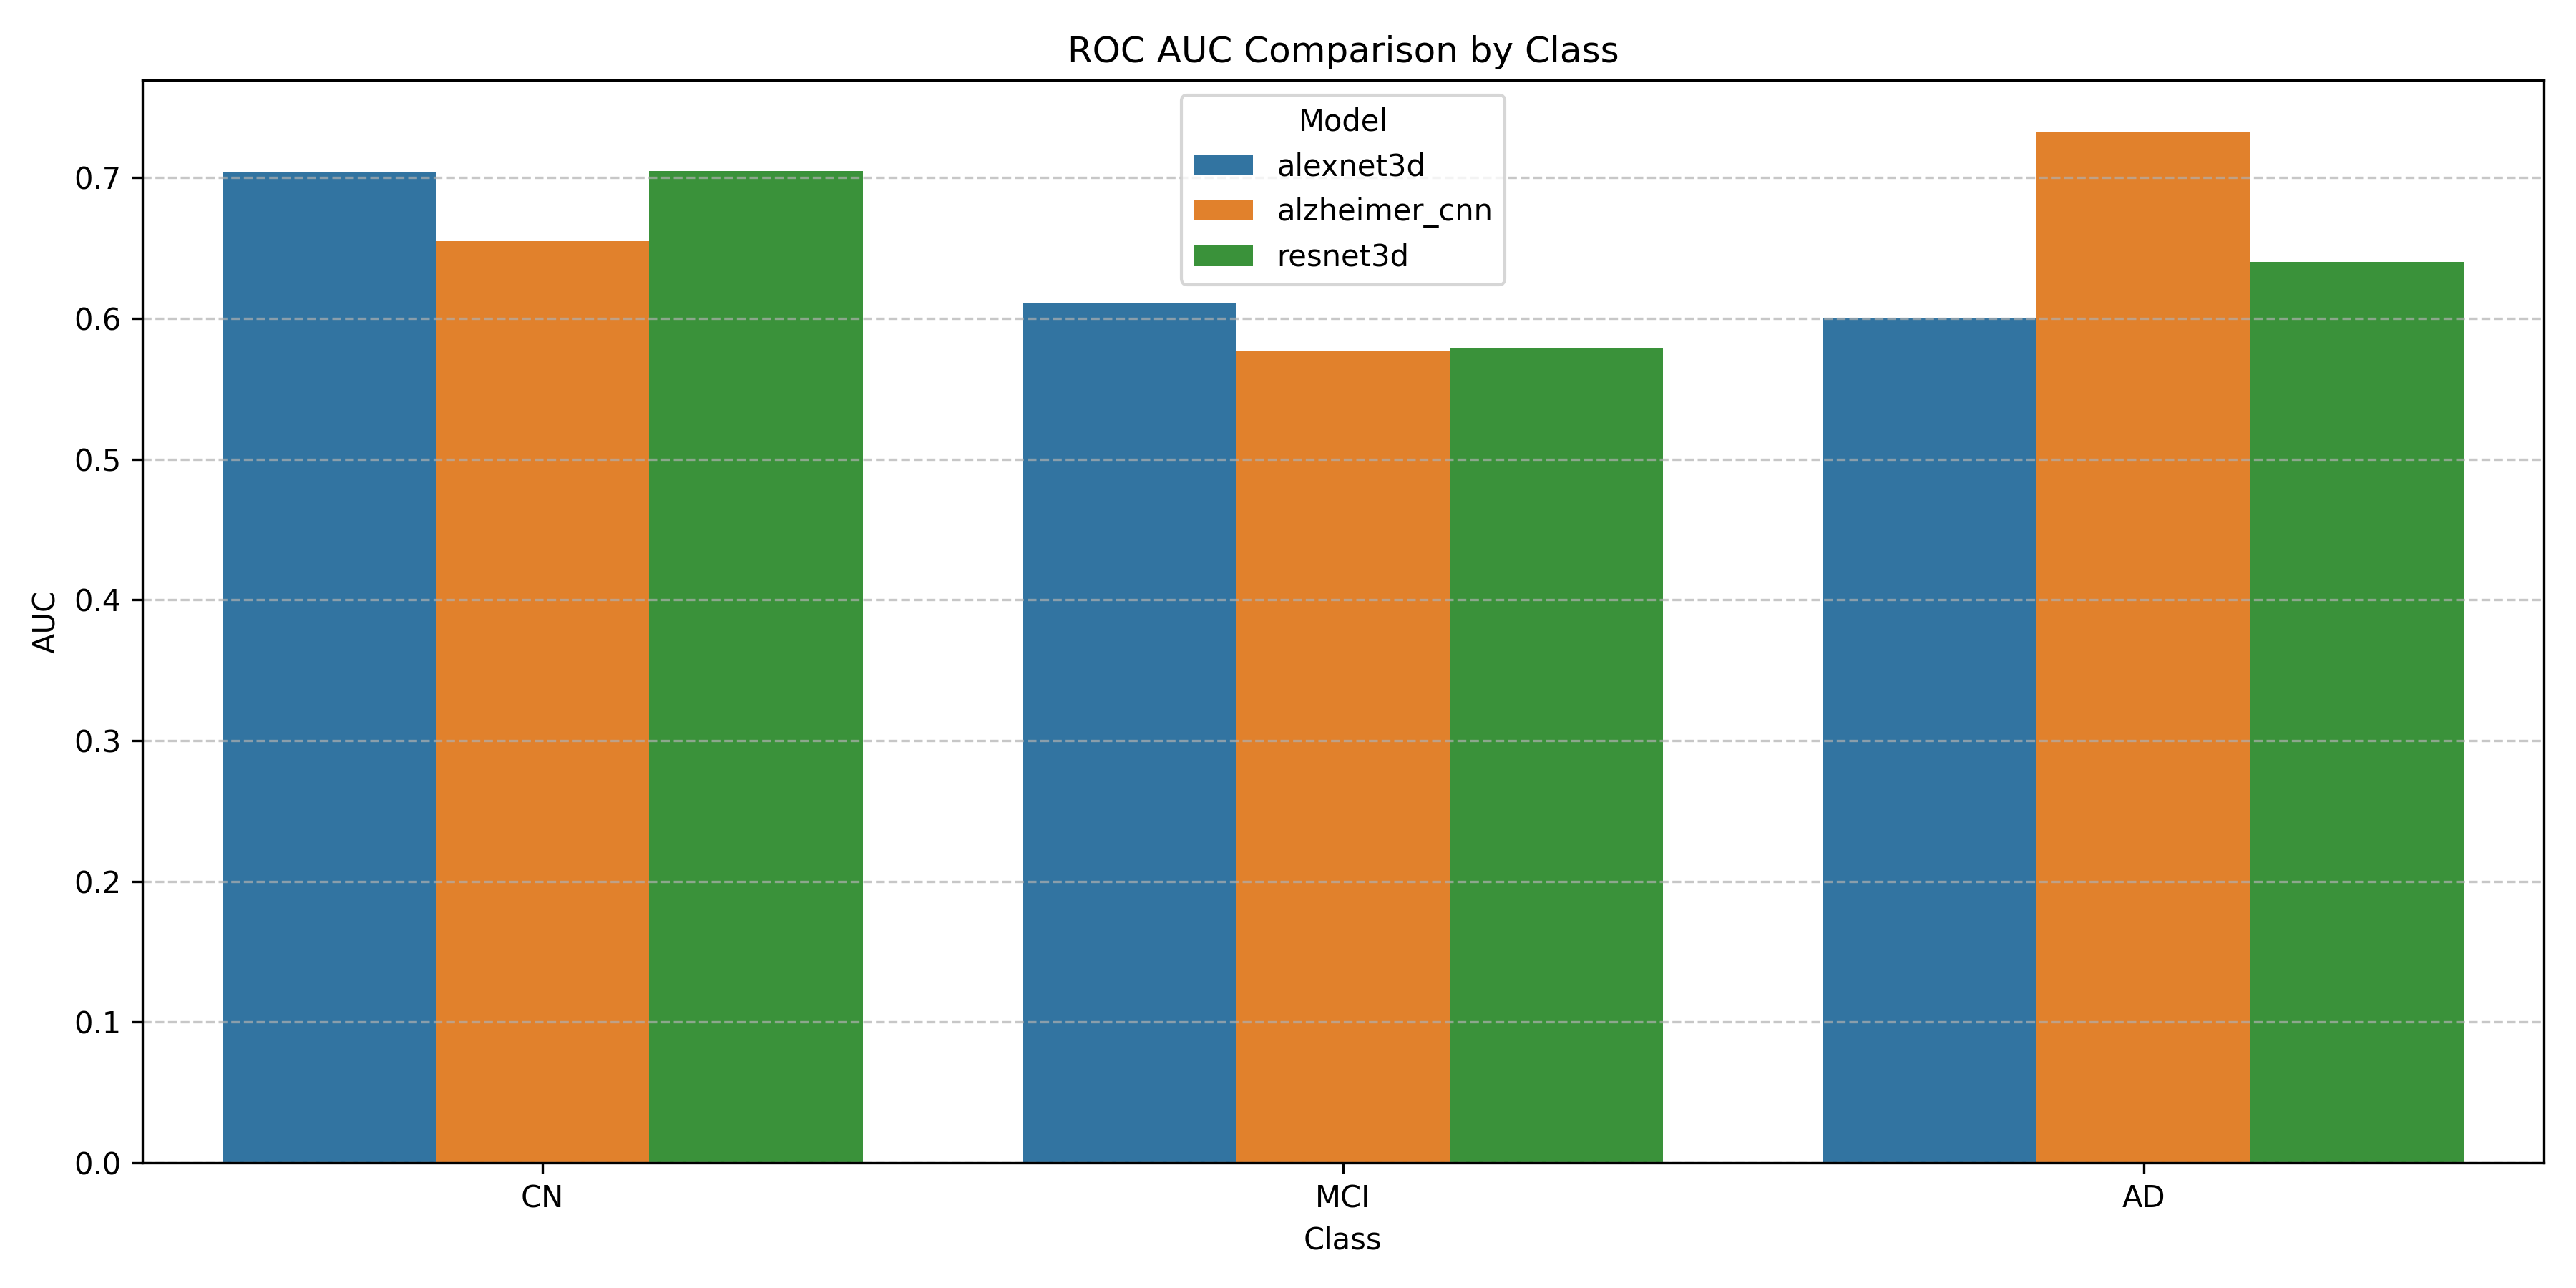 ROC AUC Comparison by Class
Model
alexnet3d
alzheimer_cnn
resnet3d
AUC
0.7
0.6
0.5
0.4
0.3
0.2
0.1
0.0
CN
MCI
AD
Class